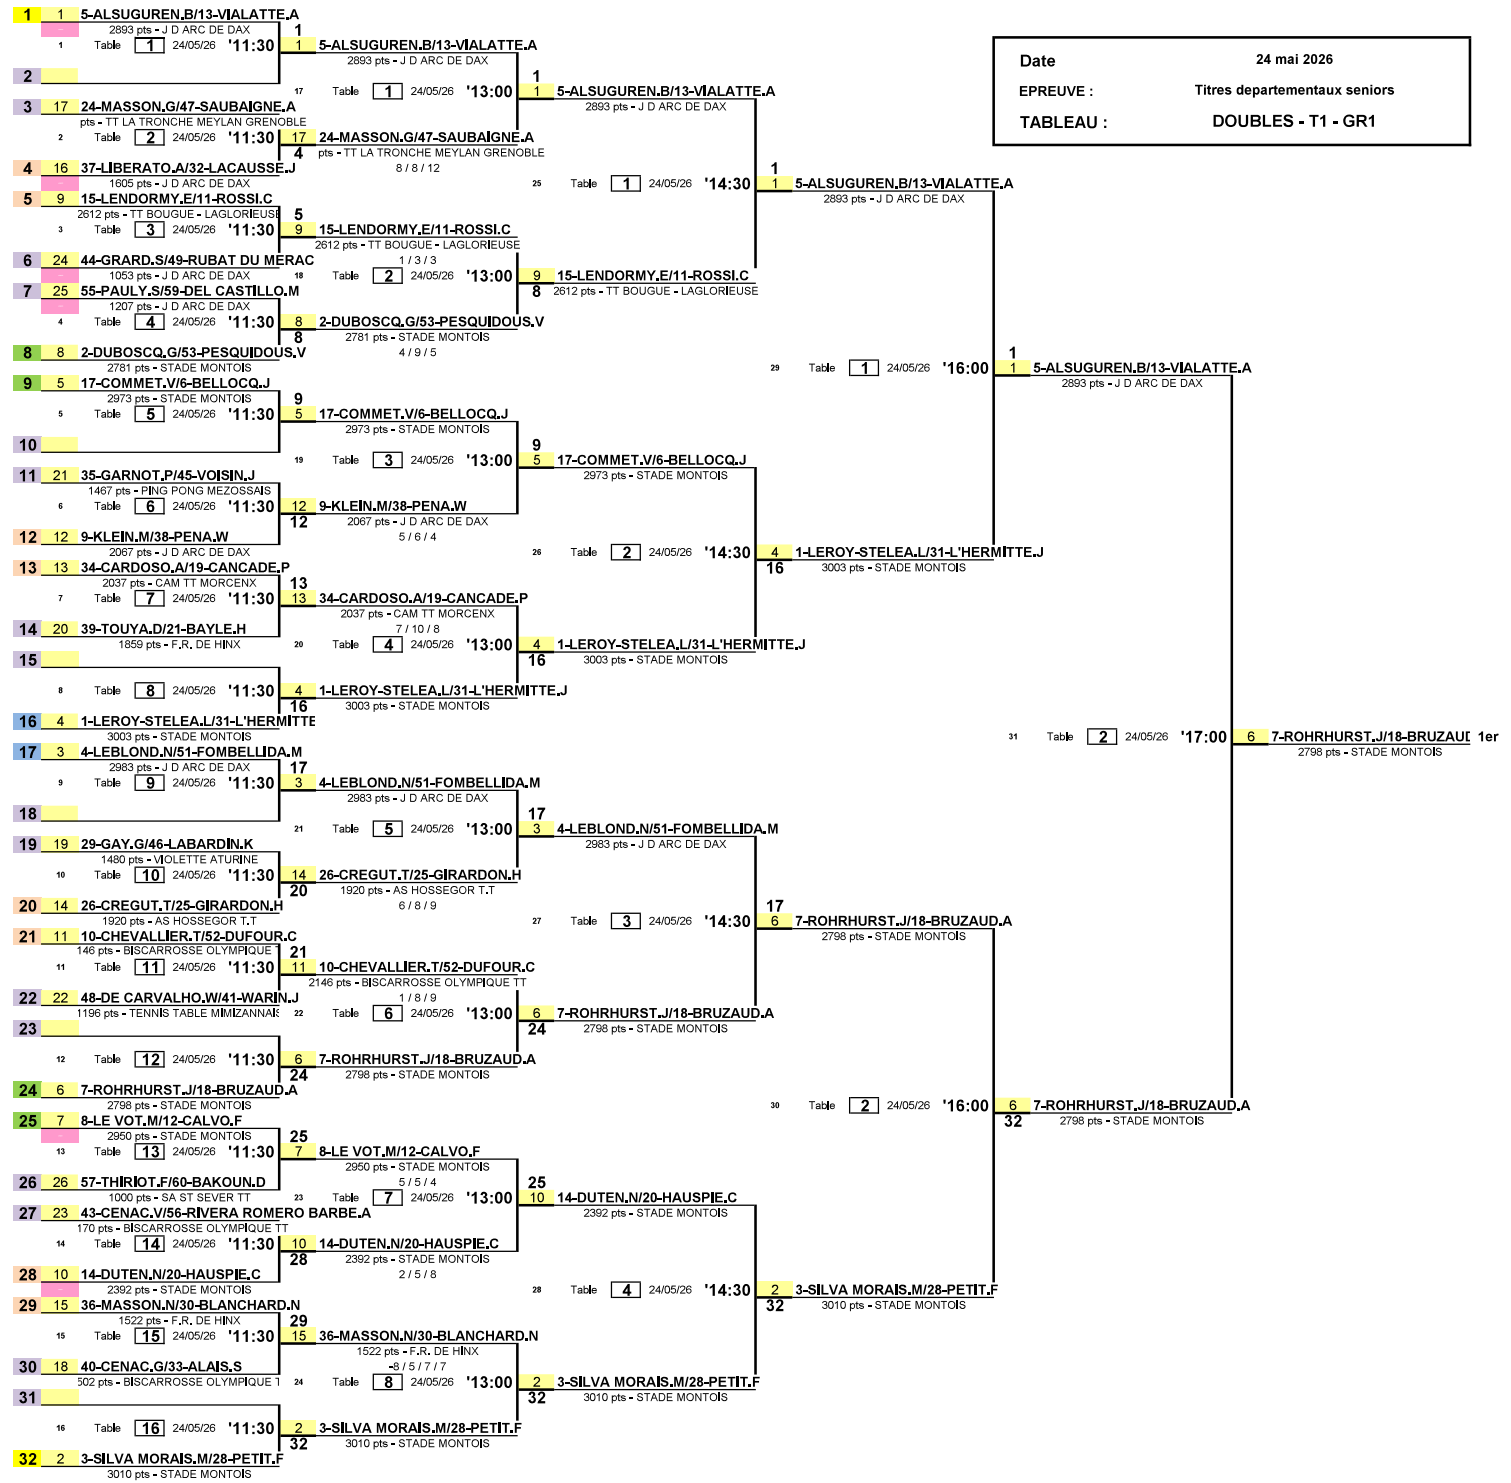 Date 24 mai 2026
EPREUVE : Titres departementaux seniors
TABLEAU : DOUBLES - T1 - GR1
1 1 5-ALSUGUREN.B/13-VIALATTE.A
2893 pts - J D ARC DE DAX
1 Table 1 24/05/26 '11:30
2
3 17 24-MASSON.G/47-SAUBAIGNE.A
pts - TT LA TRONCHE MEYLAN GRENOBLE
2 Table 2 24/05/26 '11:30
4 16 37-LIBERATO.A/32-LACAUSSE.J
1605 pts - J D ARC DE DAX
5 9 15-LENDORMY.E/11-ROSSI.C
2612 pts - TT BOUGUE - LAGLORIEUSE
3 Table 3 24/05/26 '11:30
6 24 44-GRARD.S/49-RUBAT DU MERAC
1053 pts - J D ARC DE DAX
7 25 55-PAULY.S/59-DEL CASTILLO.M
1207 pts - J D ARC DE DAX
4 Table 4 24/05/26 '11:30
8 8 2-DUBOSCQ.G/53-PESQUIDOUS.V
2781 pts - STADE MONTOIS
9 5 17-COMMET.V/6-BELLOCQ.J
2973 pts - STADE MONTOIS
5 Table 5 24/05/26 '11:30
10
11 21 35-GARNOT.P/45-VOISIN.J
1467 pts - PING PONG MEZOSSAIS
6 Table 6 24/05/26 '11:30
12 12 9-KLEIN.M/38-PENA.W
2067 pts - J D ARC DE DAX
13 13 34-CARDOSO.A/19-CANCADE.P
2037 pts - CAM TT MORCENX
7 Table 7 24/05/26 '11:30
14 20 39-TOUYA.D/21-BAYLE.H
1859 pts - F.R. DE HINX
15
8 Table 8 24/05/26 '11:30
16 4 1-LEROY-STELEA.L/31-L'HERMITTE
3003 pts - STADE MONTOIS
17 3 4-LEBLOND.N/51-FOMBELLIDA.M
2983 pts - J D ARC DE DAX
9 Table 9 24/05/26 '11:30
18
19 19 29-GAY.G/46-LABARDIN.K
1480 pts - VIOLETTE ATURINE
10 Table 10 24/05/26 '11:30
20 14 26-CREGUT.T/25-GIRARDON.H
1920 pts - AS HOSSEGOR T.T
21 11 10-CHEVALLIER.T/52-DUFOUR.C
146 pts - BISCARROSSE OLYMPIQUE T
11 Table 11 24/05/26 '11:30
22 22 48-DE CARVALHO.W/41-WARIN.J
1196 pts - TENNIS TABLE MIMIZANNAIS
23
12 Table 12 24/05/26 '11:30
24 6 7-ROHRHURST.J/18-BRUZAUD.A
2798 pts - STADE MONTOIS
25 7 8-LE VOT.M/12-CALVO.F
2950 pts - STADE MONTOIS
13 Table 13 24/05/26 '11:30
26 26 57-THIRIOT.F/60-BAKOUN.D
1000 pts - SA ST SEVER TT
27 23 43-CENAC.V/56-RIVERA ROMERO BARBE.A
170 pts - BISCARROSSE OLYMPIQUE TT
14 Table 14 24/05/26 '11:30
28 10 14-DUTEN.N/20-HAUSPIE.C
2392 pts - STADE MONTOIS
29 15 36-MASSON.N/30-BLANCHARD.N
1522 pts - F.R. DE HINX
15 Table 15 24/05/26 '11:30
30 18 40-CENAC.G/33-ALAIS.S
502 pts - BISCARROSSE OLYMPIQUE T
31
16 Table 16 24/05/26 '11:30
32 2 3-SILVA MORAIS.M/28-PETIT.F
3010 pts - STADE MONTOIS
1
1 5-ALSUGUREN.B/13-VIALATTE.A
2893 pts - J D ARC DE DAX
17 Table 1 24/05/26 '13:00
17 24-MASSON.G/47-SAUBAIGNE.A
4 pts - TT LA TRONCHE MEYLAN GRENOBLE
8 / 8 / 12
5
9 15-LENDORMY.E/11-ROSSI.C
2612 pts - TT BOUGUE - LAGLORIEUSE
1 / 3 / 3
18 Table 2 24/05/26 '13:00
8 2-DUBOSCQ.G/53-PESQUIDOUS.V
8 2781 pts - STADE MONTOIS
4 / 9 / 5
9
5 17-COMMET.V/6-BELLOCQ.J
2973 pts - STADE MONTOIS
19 Table 3 24/05/26 '13:00
12 9-KLEIN.M/38-PENA.W
12 2067 pts - J D ARC DE DAX
5 / 6 / 4
13
13 34-CARDOSO.A/19-CANCADE.P
2037 pts - CAM TT MORCENX
7 / 10 / 8
20 Table 4 24/05/26 '13:00
4 1-LEROY-STELEA.L/31-L'HERMITTE.J
16 3003 pts - STADE MONTOIS
17
3 4-LEBLOND.N/51-FOMBELLIDA.M
2983 pts - J D ARC DE DAX
21 Table 5 24/05/26 '13:00
14 26-CREGUT.T/25-GIRARDON.H
20 1920 pts - AS HOSSEGOR T.T
6 / 8 / 9
21
11 10-CHEVALLIER.T/52-DUFOUR.C
2146 pts - BISCARROSSE OLYMPIQUE TT
1 / 8 / 9
22 Table 6 24/05/26 '13:00
6 7-ROHRHURST.J/18-BRUZAUD.A
24 2798 pts - STADE MONTOIS
25
7 8-LE VOT.M/12-CALVO.F
2950 pts - STADE MONTOIS
5 / 5 / 4
23 Table 7 24/05/26 '13:00
10 14-DUTEN.N/20-HAUSPIE.C
28 2392 pts - STADE MONTOIS
2 / 5 / 8
29
15 36-MASSON.N/30-BLANCHARD.N
1522 pts - F.R. DE HINX
-8 / 5 / 7 / 7
24 Table 8 24/05/26 '13:00
2 3-SILVA MORAIS.M/28-PETIT.F
32 3010 pts - STADE MONTOIS
1
1 5-ALSUGUREN.B/13-VIALATTE.A
2893 pts - J D ARC DE DAX
25 Table 1 24/05/26 '14:30
9 15-LENDORMY.E/11-ROSSI.C
8 2612 pts - TT BOUGUE - LAGLORIEUSE
9
5 17-COMMET.V/6-BELLOCQ.J
2973 pts - STADE MONTOIS
26 Table 2 24/05/26 '14:30
4 1-LEROY-STELEA.L/31-L'HERMITTE.J
16 3003 pts - STADE MONTOIS
17
3 4-LEBLOND.N/51-FOMBELLIDA.M
2983 pts - J D ARC DE DAX
27 Table 3 24/05/26 '14:30
6 7-ROHRHURST.J/18-BRUZAUD.A
24 2798 pts - STADE MONTOIS
25
10 14-DUTEN.N/20-HAUSPIE.C
2392 pts - STADE MONTOIS
28 Table 4 24/05/26 '14:30
2 3-SILVA MORAIS.M/28-PETIT.F
32 3010 pts - STADE MONTOIS
1
1 5-ALSUGUREN.B/13-VIALATTE.A
2893 pts - J D ARC DE DAX
29 Table 1 24/05/26 '16:00
4 1-LEROY-STELEA.L/31-L'HERMITTE.J
16 3003 pts - STADE MONTOIS
17
6 7-ROHRHURST.J/18-BRUZAUD.A
2798 pts - STADE MONTOIS
30 Table 2 24/05/26 '16:00
2 3-SILVA MORAIS.M/28-PETIT.F
32 3010 pts - STADE MONTOIS
1
1 5-ALSUGUREN.B/13-VIALATTE.A
2893 pts - J D ARC DE DAX
31 Table 2 24/05/26 '17:00
6 7-ROHRHURST.J/18-BRUZAUD.A
32 2798 pts - STADE MONTOIS
6 7-ROHRHURST.J/18-BRUZAUD 1er
2798 pts - STADE MONTOIS